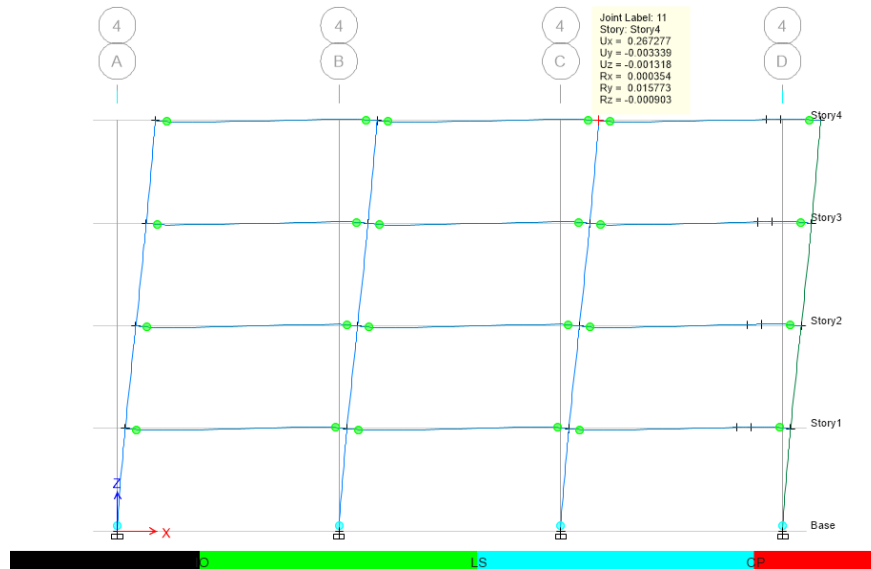 4 4 4 4
A B C D
Joint Label: 11
Story: Story4
Ux = 0.267277
Uy = -0.003339
Uz = -0.001318
Rx = 0.000354
Ry = 0.015773
Rz = -0.000903
Story4
Story3
Story2
Story1
Z
X
Base
LS CP